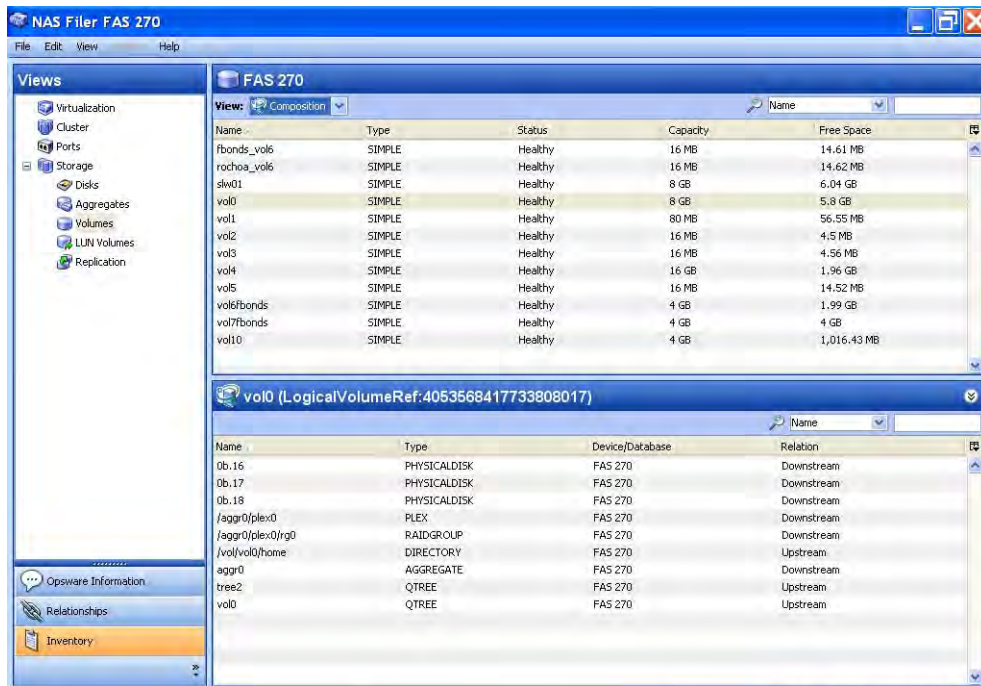 NAS Filer FAS 270
File Edit View Help
Views
Virtualization
Cluster
Ports
Storage
Disks
Aggregates
Volumes
LUN Volumes
Replication
Opsware Information
Relationships
Inventory
FAS 270
View: Composition Name
Name Type Status Capacity Free Space
fbonds_vol6 SIMPLE Healthy 16 MB 14.61 MB
rochoa_vol6 SIMPLE Healthy 16 MB 14.62 MB
slw01 SIMPLE Healthy 8 GB 6.04 GB
vol0 SIMPLE Healthy 8 GB 5.8 GB
vol1 SIMPLE Healthy 80 MB 56.55 MB
vol2 SIMPLE Healthy 16 MB 4.5 MB
vol3 SIMPLE Healthy 16 MB 4.56 MB
vol4 SIMPLE Healthy 16 GB 1.96 GB
vol5 SIMPLE Healthy 16 MB 14.52 MB
vol6fbonds SIMPLE Healthy 4 GB 1.99 GB
vol7fbonds SIMPLE Healthy 4 GB 4 GB
vol10 SIMPLE Healthy 4 GB 1,016.43 MB
vol0 (LogicalVolumeRef:4053568417733808017)
Name
Name Type Device/Database Relation
0b.16 PHYSICALDISK FAS 270 Downstream
0b.17 PHYSICALDISK FAS 270 Downstream
0b.18 PHYSICALDISK FAS 270 Downstream
/aggr0/plex0 PLEX FAS 270 Downstream
/aggr0/plex0/rg0 RAIDGROUP FAS 270 Downstream
/vol/vol0/home DIRECTORY FAS 270 Upstream
aggr0 AGGREGATE FAS 270 Downstream
tree2 QTREE FAS 270 Upstream
vol0 QTREE FAS 270 Upstream